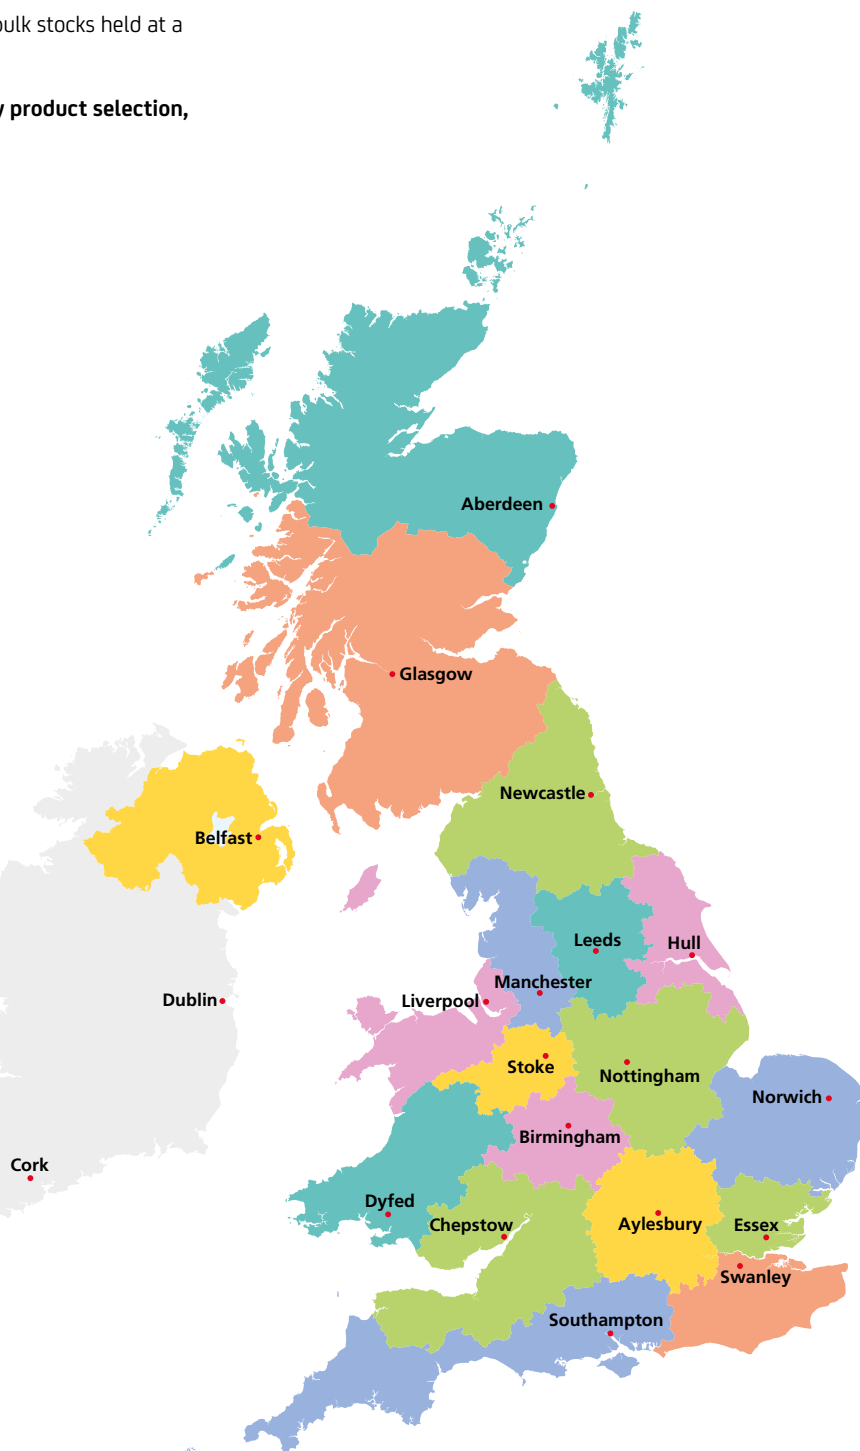 bulk stocks held at a
y product selection,
Aberdeen
Glasgow
Newcastle
Belfast
Leeds
Hull
Manchester
Dublin
Liverpool
Stoke
Nottingham
Norwich
Birmingham
Cork
Dyfed
Chepstow
Aylesbury
Essex
Swanley
Southampton